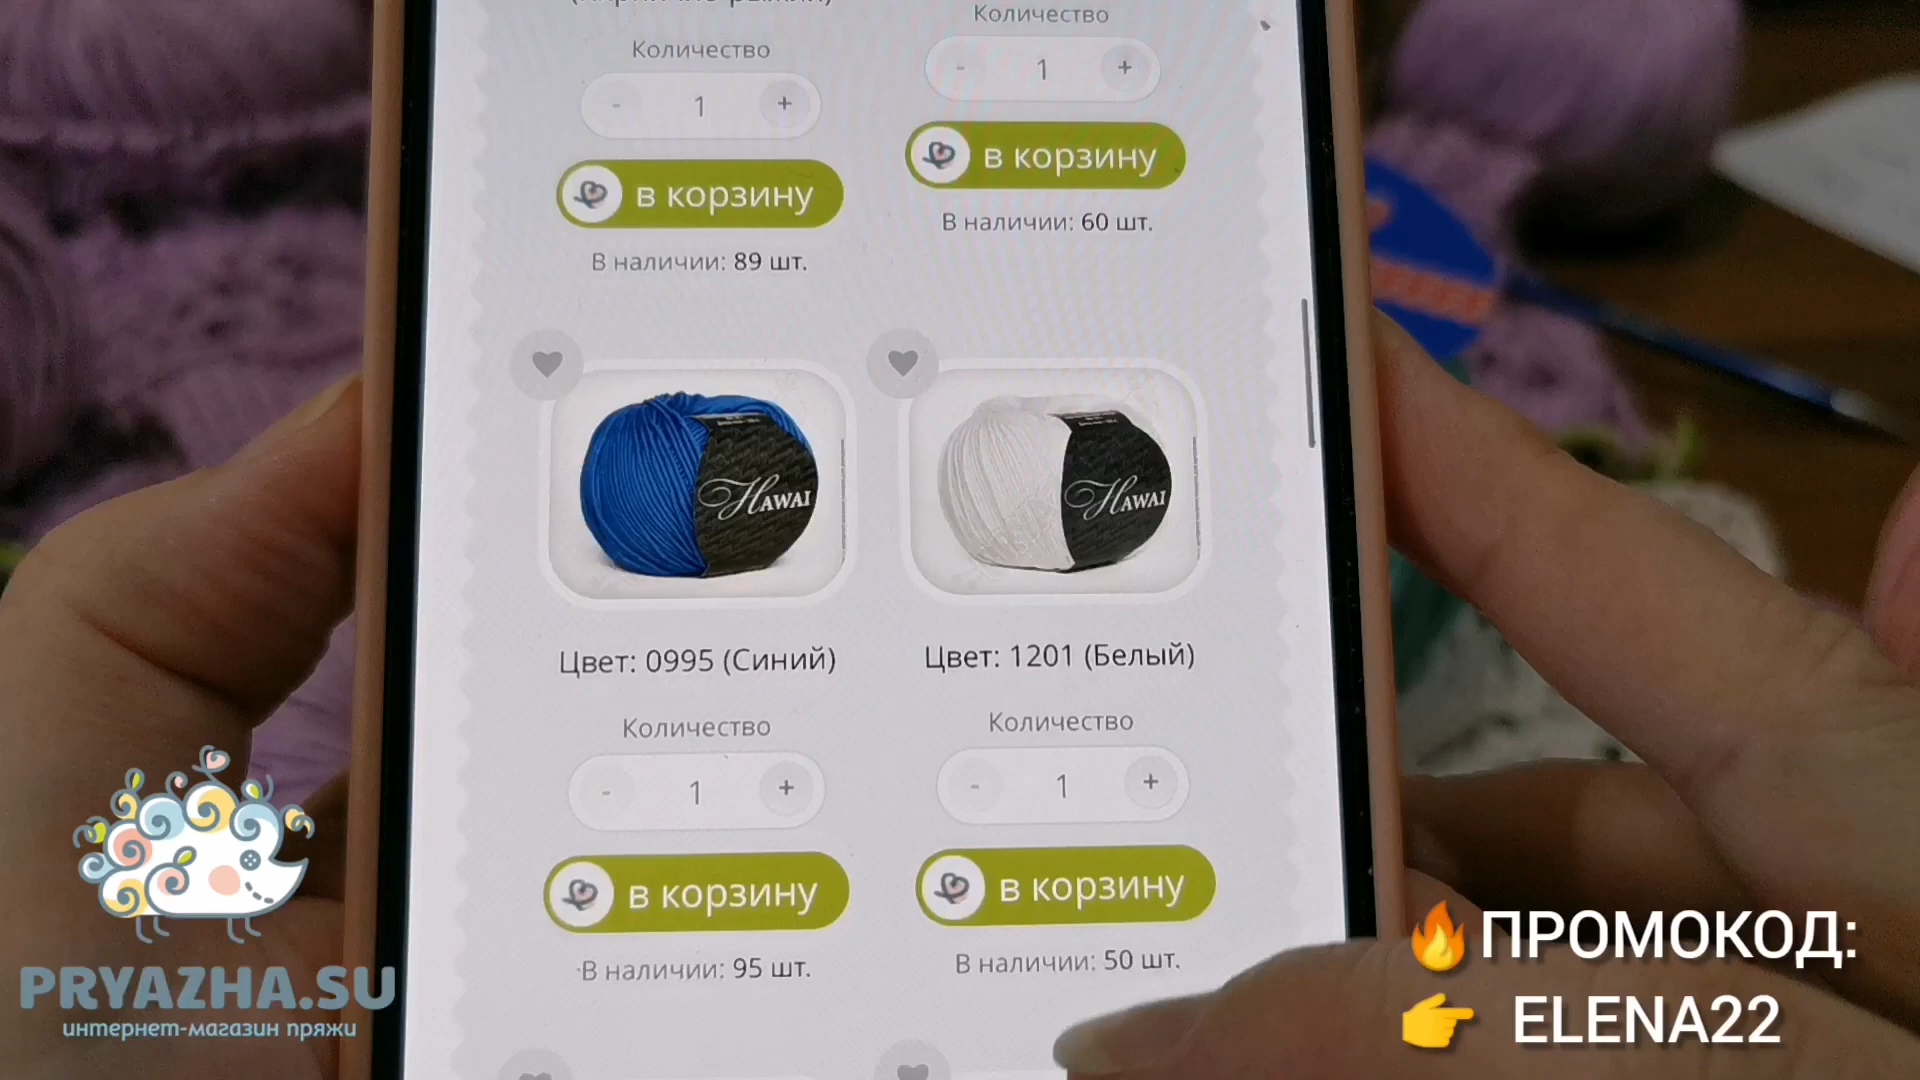 Количество
- 1 +
в корзину
В наличии: 89 шт.
Количество
- 1 +
в корзину
В наличии: 60 шт.
HAWAI
Цвет: 0995 (Синий)
Количество
- 1 +
в корзину
В наличии: 95 шт.
HAWAI
Цвет: 1201 (Белый)
Количество
- 1 +
в корзину
В наличии: 50 шт.
PRYAZHA.SU
интернет-магазин пряжи
ПРОМОКОД:
ELENA22